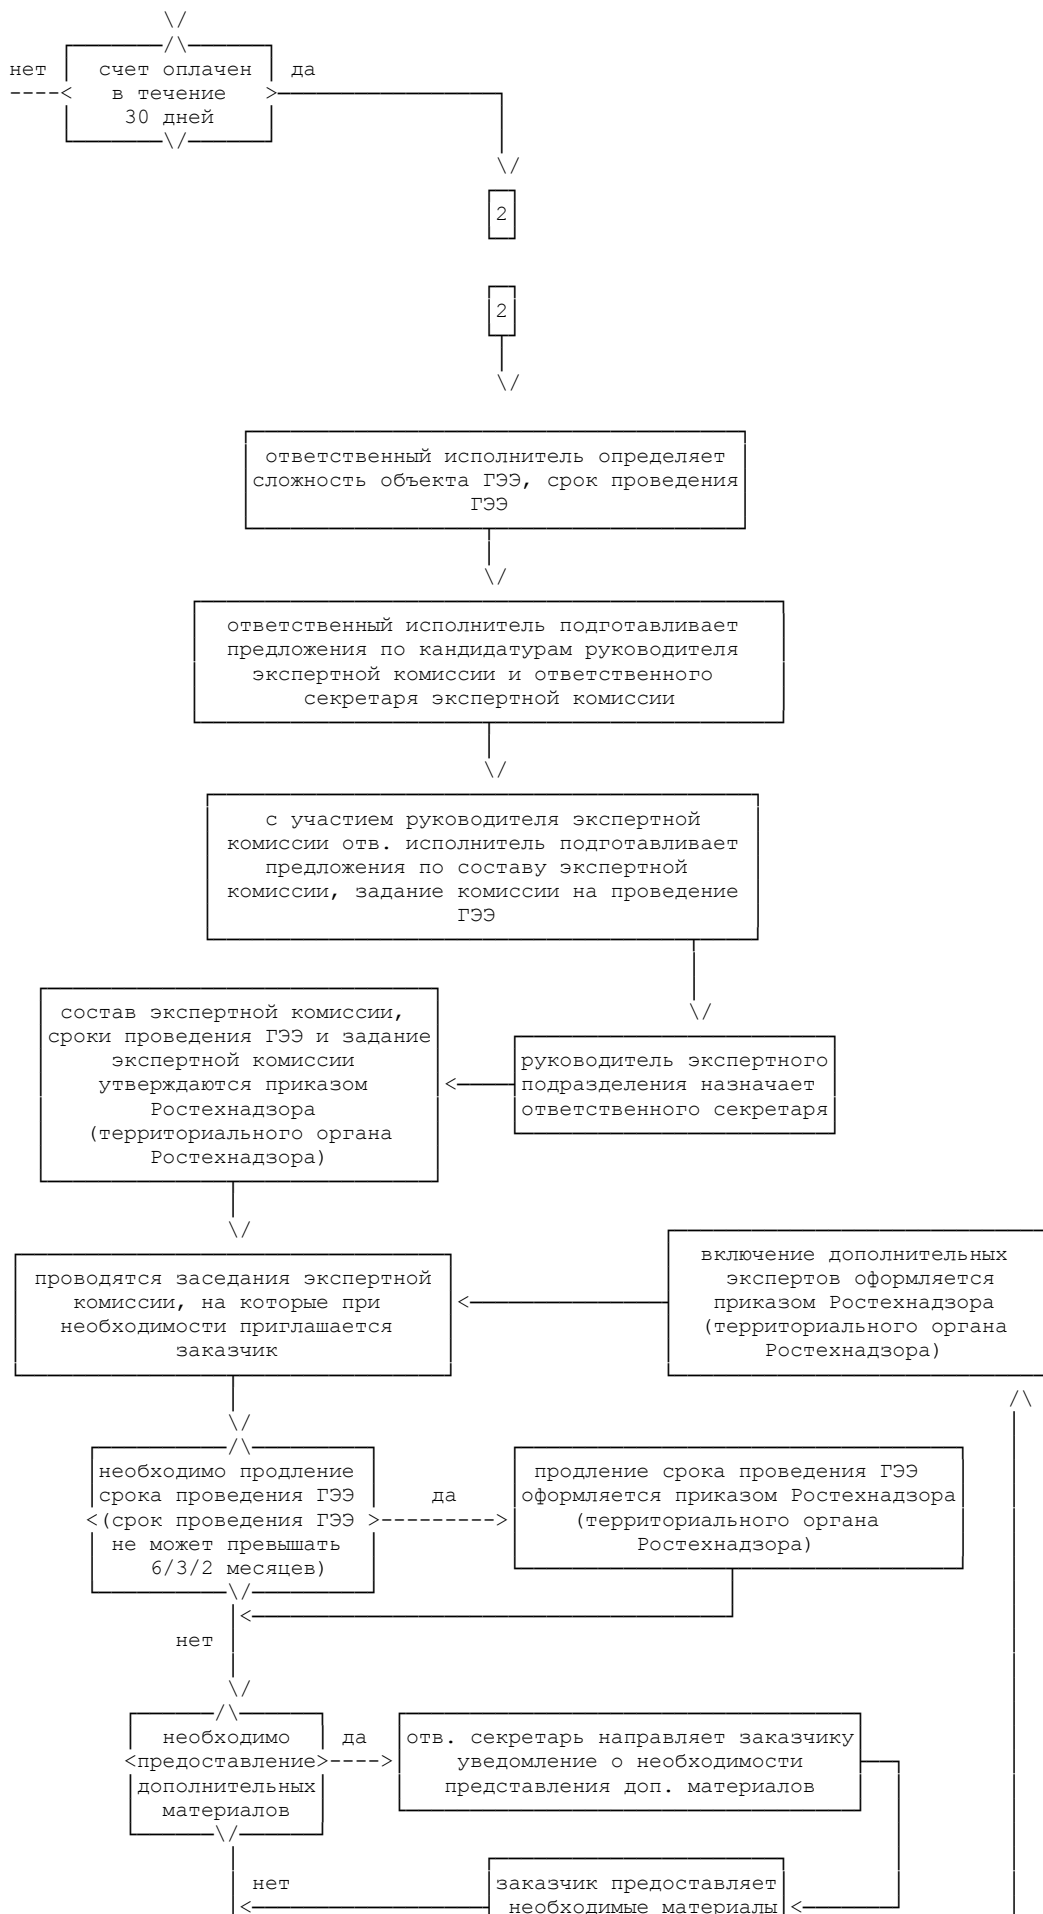 нет
счет оплачен
да
в течение
30 дней
2
2
ответственный исполнитель определяет
сложность объекта ГЭЭ, срок проведения
ГЭЭ
ответственный исполнитель подготавливает
предложения по кандидатурам руководителя
экспертной комиссии и ответственного
секретаря экспертной комиссии
с участием руководителя экспертной
комиссии отв. исполнитель подготавливает
предложения по составу экспертной
комиссии, задание комиссии на проведение
ГЭЭ
состав экспертной комиссии,
сроки проведения ГЭЭ и задание
экспертной комиссии
утверждаются приказом
Ростехнадзора
(территориального органа
Ростехнадзора)
руководитель экспертного
подразделения назначает
ответственного секретаря
включение дополнительных
экспертов оформляется
приказом Ростехнадзора
(территориального органа
Ростехнадзора)
проводятся заседания экспертной
комиссии, на которые при
необходимости приглашается
заказчик
необходимо продление
срока проведения ГЭЭ
(срок проведения ГЭЭ
не может превышать
6/3/2 месяцев)
да
продление срока проведения ГЭЭ
оформляется приказом Ростехнадзора
(территориального органа
Ростехнадзора)
нет
необходимо
предоставление
дополнительных
материалов
да
отв. секретарь направляет заказчику
уведомление о необходимости
представления доп. материалов
нет
заказчик предоставляет
необходимые материалы